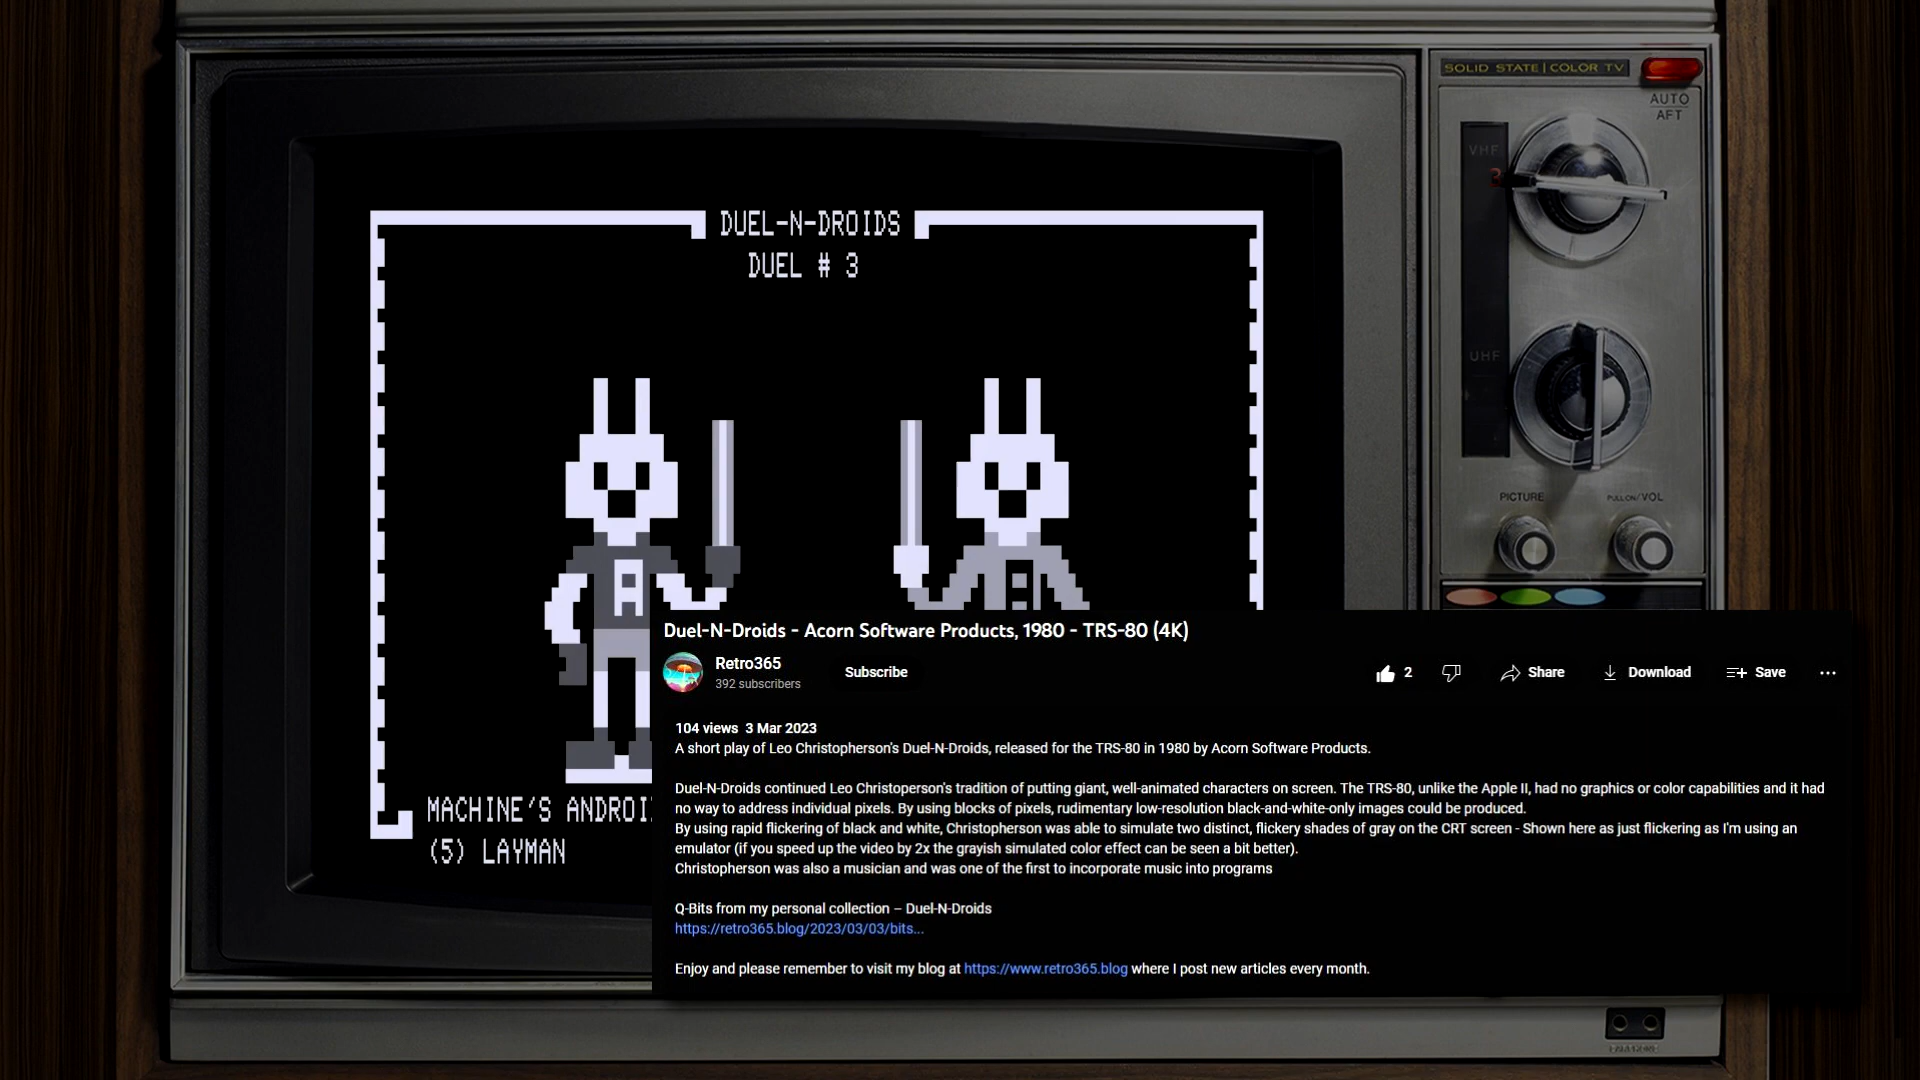 SOLID STATE | COLOR TV
AUTO
AFT
VHF
3
UHF
PICTURE
PULL ON/VOL
DUEL-N-DROIDS
DUEL # 3
A
MACHINE'S ANDROI
(5) LAYMAN
Duel-N-Droids - Acorn Software Products, 1980 - TRS-80 (4K)
Retro365
392 subscribers
Subscribe
2
Share
Download
Save
104 views 3 Mar 2023
A short play of Leo Christopherson's Duel-N-Droids, released for the TRS-80 in 1980 by Acorn Software Products.
Duel-N-Droids continued Leo Christoperson's tradition of putting giant, well-animated characters on screen. The TRS-80, unlike the Apple II, had no graphics or color capabilities and it had
no way to address individual pixels. By using blocks of pixels, rudimentary low-resolution black-and-white-only images could be produced.
By using rapid flickering of black and white, Christopherson was able to simulate two distinct, flickery shades of gray on the CRT screen - Shown here as just flickering as I'm using an
emulator (if you speed up the video by 2x the grayish simulated color effect can be seen a bit better).
Christopherson was also a musician and was one of the first to incorporate music into programs
Q-Bits from my personal collection – Duel-N-Droids
https://retro365.blog/2023/03/03/bits...
Enjoy and please remember to visit my blog at https://www.retro365.blog where I post new articles every month.